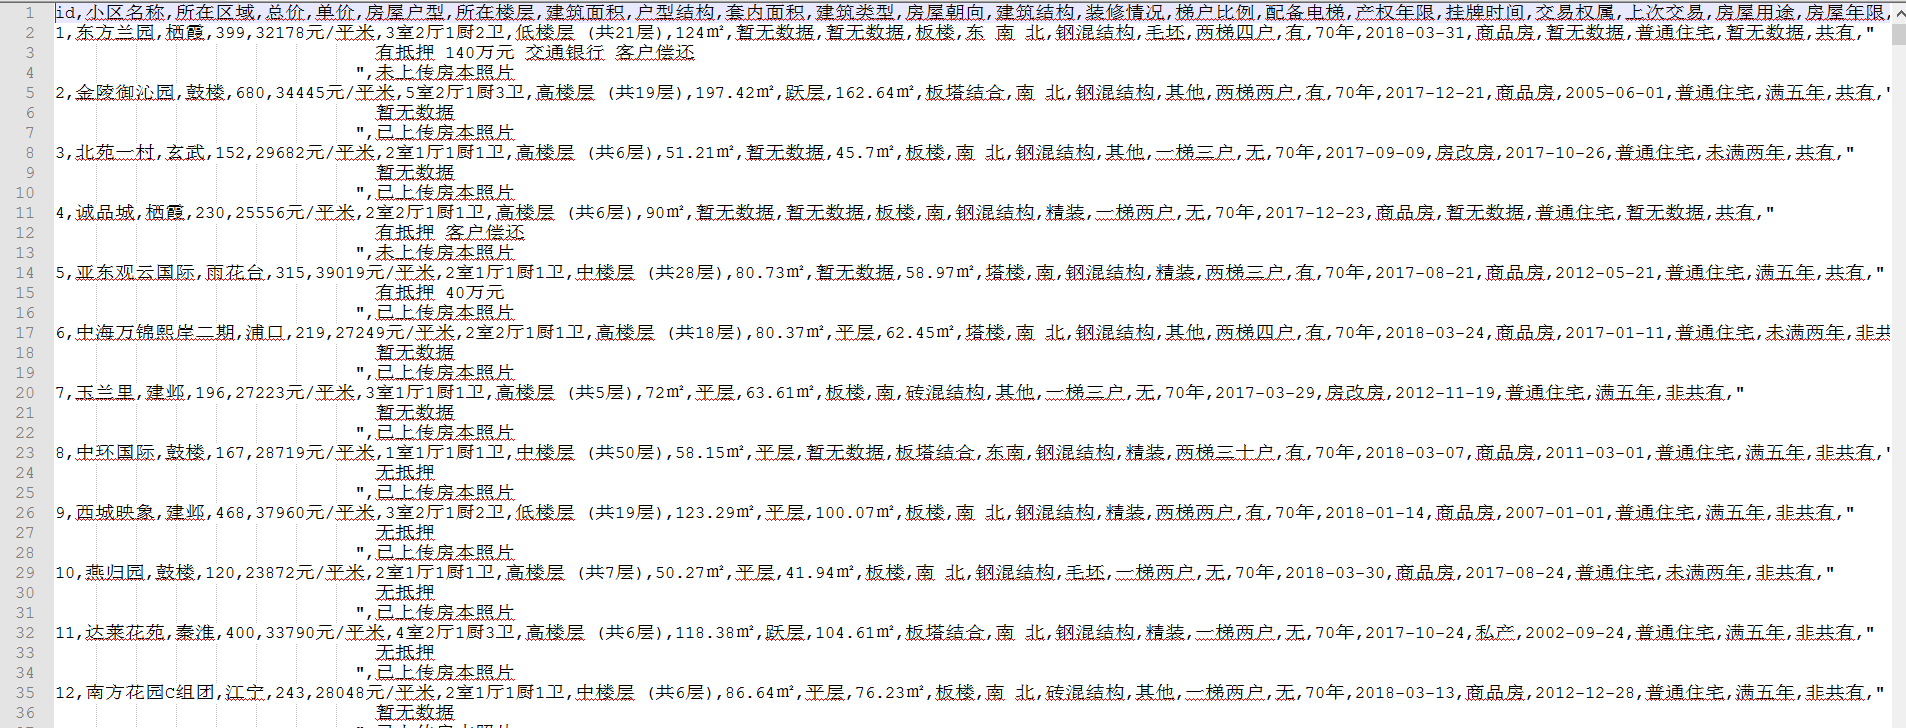 1 id,小区名称,所在区域,总价,单价,房屋户型,所在楼层,建筑面积,户型结构,套内面积,建筑类型,房屋朝向,建筑结构,装修情况,梯户比例,配备电梯,产权年限,挂牌时间,交易权属,上次交易,房屋用途,房屋年限,
2 1,东方兰园,栖霞,399,32178元/平米,3室2厅1厨2卫,低楼层 (共21层),124㎡,暂无数据,暂无数据,板楼,东 南 北,钢混结构,毛坯,两梯四户,有,70年,2018-03-31,商品房,暂无数据,普通住宅,暂无数据,共有,"
3 有抵押 140万元 交通银行 客户偿还
4 ",未上传房本照片
5 2,金陵御沁园,鼓楼,680,34445元/平米,5室2厅1厨3卫,高楼层 (共19层),197.42㎡,跃层,162.64㎡,板塔结合,南 北,钢混结构,其他,两梯两户,有,70年,2017-12-21,商品房,2005-06-01,普通住宅,满五年,共有,"
6 暂无数据
7 ",已上传房本照片
8 3,北苑一村,玄武,152,29682元/平米,2室1厅1厨1卫,高楼层 (共6层),51.21㎡,暂无数据,45.7㎡,板楼,南 北,钢混结构,其他,一梯三户,无,70年,2017-09-09,房改房,2017-10-26,普通住宅,未满两年,共有,"
9 暂无数据
10 ",已上传房本照片
11 4,诚品城,栖霞,230,25556元/平米,2室2厅1厨1卫,高楼层 (共6层),90㎡,暂无数据,暂无数据,板楼,南,钢混结构,精装,一梯两户,无,70年,2017-12-23,商品房,暂无数据,普通住宅,暂无数据,共有,"
12 有抵押 客户偿还
13 ",未上传房本照片
14 5,亚东观云国际,雨花台,315,39019元/平米,2室1厅1厨1卫,中楼层 (共28层),80.73㎡,暂无数据,58.97㎡,塔楼,南,钢混结构,精装,两梯三户,有,70年,2017-08-21,商品房,2012-05-21,普通住宅,满五年,共有,"
15 有抵押 40万元
16 ",已上传房本照片
17 6,中海万锦熙岸二期,浦口,219,27249元/平米,2室2厅1厨1卫,高楼层 (共18层),80.37㎡,平层,62.45㎡,塔楼,南 北,钢混结构,其他,两梯四户,有,70年,2018-03-24,商品房,2017-01-11,普通住宅,未满两年,非共
18 暂无数据
19 ",已上传房本照片
20 7,玉兰里,建邺,196,27223元/平米,3室1厅1厨1卫,高楼层 (共5层),72㎡,平层,63.61㎡,板楼,南,砖混结构,其他,一梯三户,无,70年,2017-03-29,房改房,2012-11-19,普通住宅,满五年,非共有,"
21 暂无数据
22 ",已上传房本照片
23 8,中环国际,鼓楼,167,28719元/平米,1室1厅1厨1卫,中楼层 (共50层),58.15㎡,平层,暂无数据,板塔结合,东南,钢混结构,精装,两梯三十户,有,70年,2018-03-07,商品房,2011-03-01,普通住宅,满五年,非共有,"
24 无抵押
25 ",已上传房本照片
26 9,西城映象,建邺,468,37960元/平米,3室2厅1厨2卫,低楼层 (共19层),123.29㎡,平层,100.07㎡,板楼,南 北,钢混结构,精装,两梯两户,有,70年,2018-01-14,商品房,2007-01-01,普通住宅,满五年,非共有,"
27 无抵押
28 ",已上传房本照片
29 10,燕归园,鼓楼,120,23872元/平米,2室1厅1厨1卫,高楼层 (共7层),50.27㎡,平层,41.94㎡,板楼,南 北,钢混结构,毛坯,一梯两户,无,70年,2018-03-30,商品房,2017-08-24,普通住宅,未满两年,非共有,"
30 无抵押
31 ",已上传房本照片
32 11,达莱花苑,秦淮,400,33790元/平米,4室2厅1厨3卫,高楼层 (共6层),118.38㎡,跃层,104.61㎡,板塔结合,南 北,钢混结构,精装,一梯两户,无,70年,2017-10-24,私产,2002-09-24,普通住宅,满五年,非共有,"
33 无抵押
34 ",已上传房本照片
35 12,南方花园C组团,江宁,243,28048元/平米,2室1厅1厨1卫,中楼层 (共6层),86.64㎡,平层,76.23㎡,板楼,南 北,砖混结构,其他,一梯两户,无,70年,2018-03-13,商品房,2012-12-28,普通住宅,满五年,非共有,"
36 暂无数据